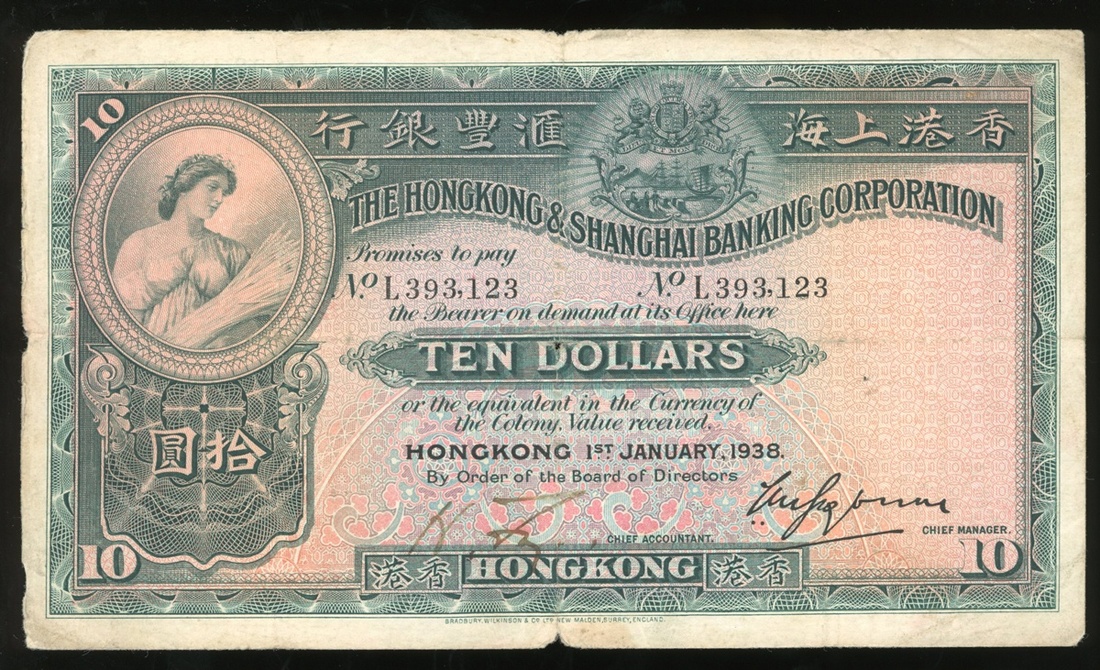 10
行銀豐滙 海上港香
THE HONGKONG & SHANGHAI BANKING CORPORATION
Promises to pay
No. L 393,123 No. L 393,123
the Bearer on demand at its Office here
TEN DOLLARS
or the equivalent in the Currency of
the Colony, Value received.
圓拾
HONGKONG 1ST JANUARY, 1938.
By Order of the Board of Directors
CHIEF ACCOUNTANT.
CHIEF MANAGER.
10 港香 HONGKONG 港香 10
BRADBURY, WILKINSON & CO. LTD NEW MALDEN, SURREY, ENGLAND.